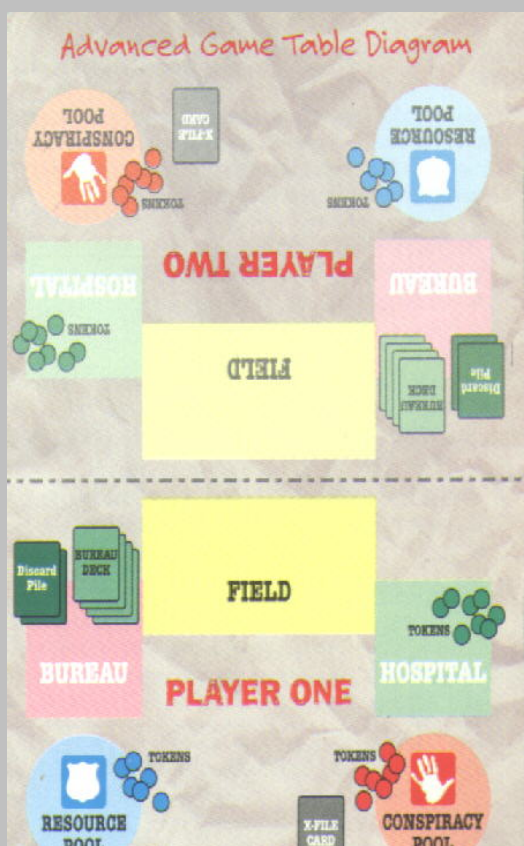 Advanced Game Table Diagram
CONSPIRACY
POOL
TOKENS
X-FILE
CARD
RESOURCE
POOL
TOKENS
PLAYER TWO
HOSPITAL
TOKENS
BUREAU
BUREAU
DECK
Discard
Pile
FIELD
Discard
Pile
BUREAU
DECK
FIELD
TOKENS
BUREAU
HOSPITAL
PLAYER ONE
TOKENS
RESOURCE
POOL
TOKENS
X-FILE
CARD
CONSPIRACY
POOL